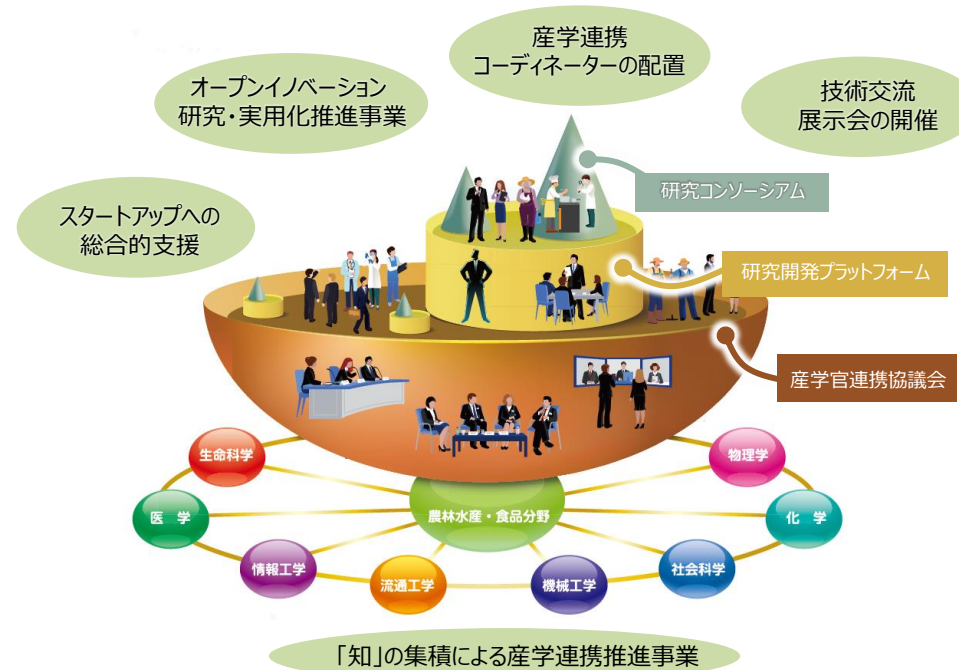 産学連携
コーディネーターの配置
オープンイノベーション
研究・実用化推進事業
技術交流
展示会の開催
研究コンソーシアム
スタートアップへの
総合的支援
研究開発プラットフォーム
産学官連携協議会
生命科学
物理学
医　学
農林水産・食品分野
化　学
情報工学
流通工学
機械工学
社会科学
「知」の集積による産学連携推進事業